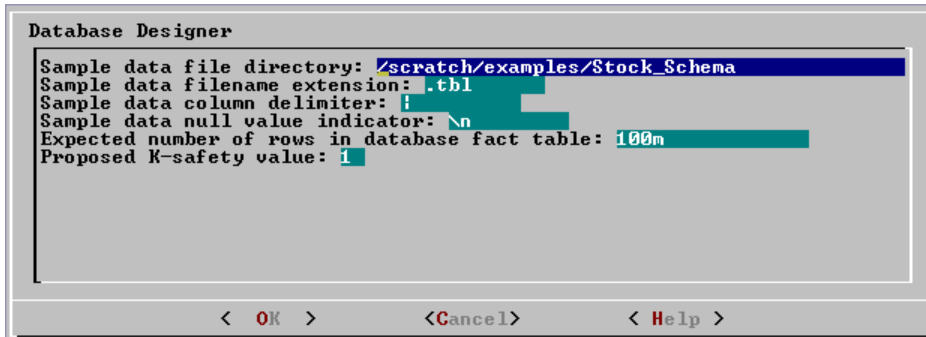 Database Designer
Sample data file directory: /scratch/examples/Stock_Schema
Sample data filename extension: .tbl
Sample data column delimiter: ¦
Sample data null value indicator: \n
Expected number of rows in database fact table: 100m
Proposed K-safety value: 1
< OK > <Cancel> < Help >